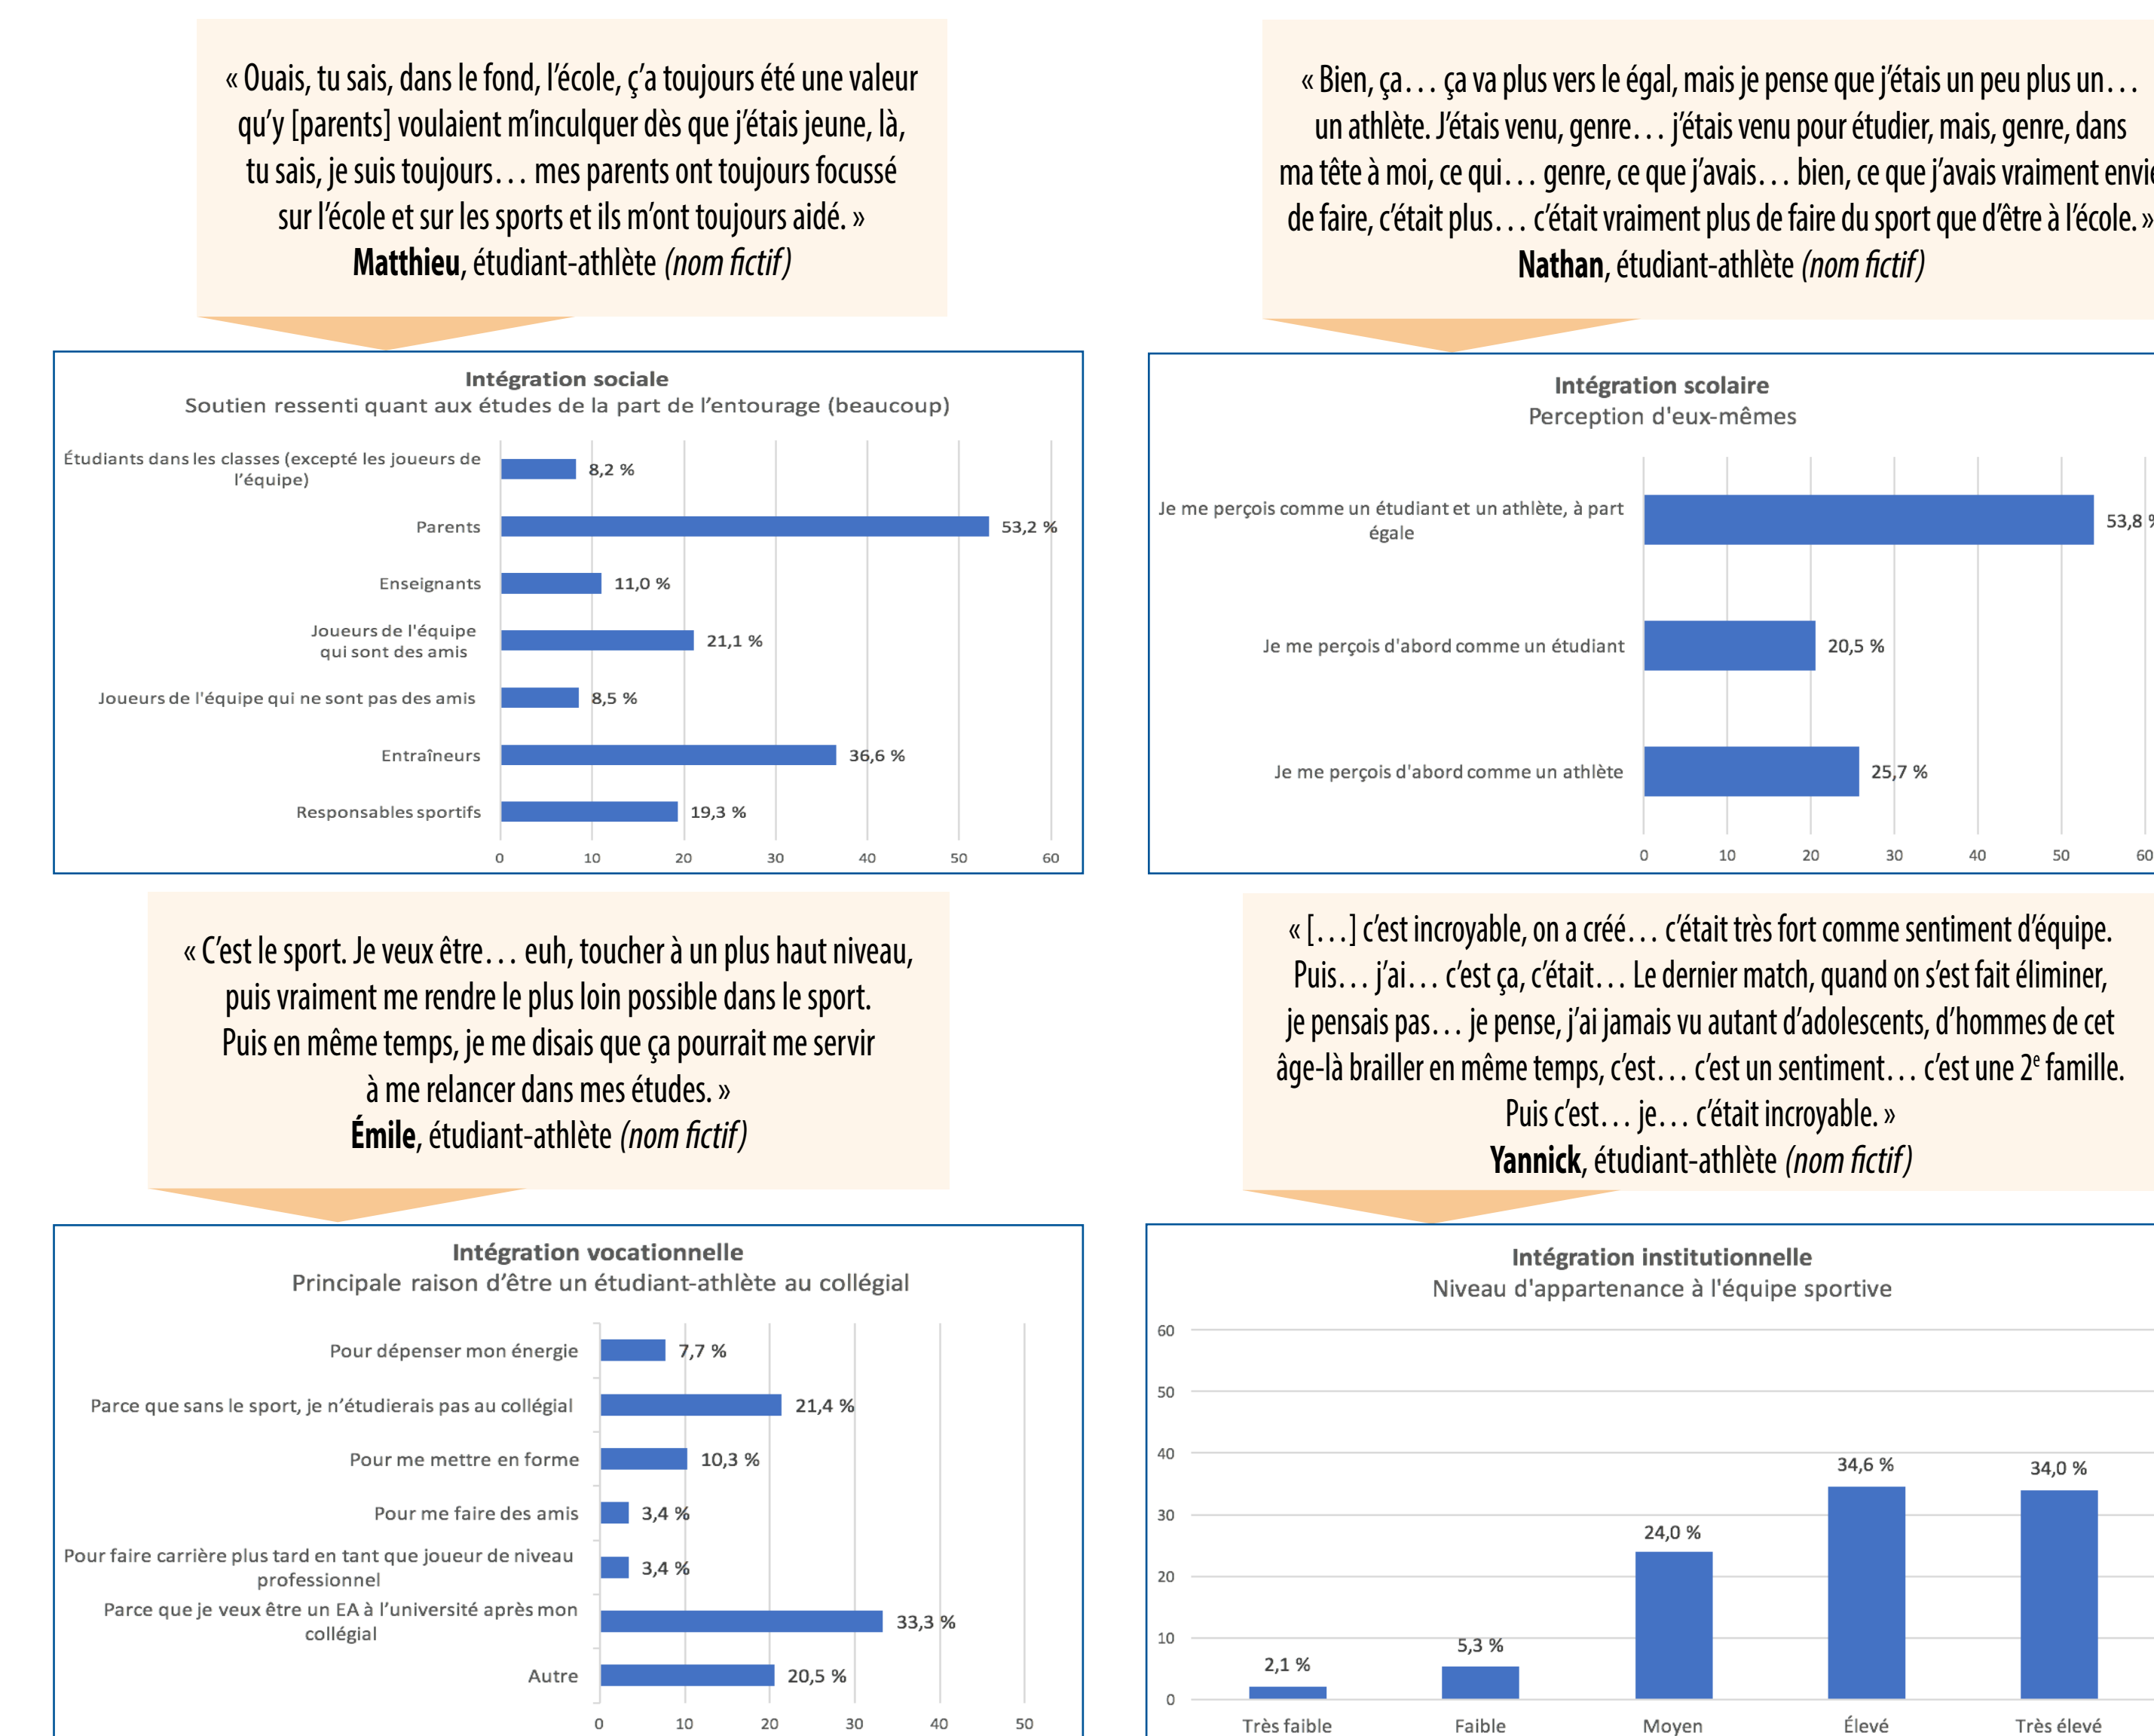 « Ouais, tu sais, dans le fond, l’école, ç’a toujours été une valeur
qu’y [parents] voulaient m’inculquer dès que j’étais jeune, là,
tu sais, je suis toujours… mes parents ont toujours focussé
sur l’école et sur les sports et ils m’ont toujours aidé. »
Matthieu, étudiant-athlète (nom fictif)
« Bien, ça… ça va plus vers le égal, mais je pense que j’étais un peu plus un…
un athlète. J’étais venu, genre… j’étais venu pour étudier, mais, genre, dans
ma tête à moi, ce qui… genre, ce que j’avais… bien, ce que j’avais vraiment envie
de faire, c’était plus… c’était vraiment plus de faire du sport que d’être à l’école. »
Nathan, étudiant-athlète (nom fictif)
Intégration sociale
Soutien ressenti quant aux études de la part de l’entourage (beaucoup)
Étudiants dans les classes (excepté les joueurs de
l’équipe)
8,2 %
Parents
53,2 %
Enseignants
11,0 %
Joueurs de l'équipe
qui sont des amis
21,1 %
Joueurs de l'équipe qui ne sont pas des amis
8,5 %
Entraîneurs
36,6 %
Responsables sportifs
19,3 %
0 10 20 30 40 50 60
Intégration scolaire
Perception d'eux-mêmes
Je me perçois comme un étudiant et un athlète, à part
égale
53,8 %
Je me perçois d'abord comme un étudiant
20,5 %
Je me perçois d'abord comme un athlète
25,7 %
0 10 20 30 40 50 60
« C’est le sport. Je veux être… euh, toucher à un plus haut niveau,
puis vraiment me rendre le plus loin possible dans le sport.
Puis en même temps, je me disais que ça pourrait me servir
à me relancer dans mes études. »
Émile, étudiant-athlète (nom fictif)
« […] c’est incroyable, on a créé… c’était très fort comme sentiment d’équipe.
Puis… j’ai… c’est ça, c’était… Le dernier match, quand on s’est fait éliminer,
je pensais pas… je pense, j’ai jamais vu autant d’adolescents, d’hommes de cet
âge-là brailler en même temps, c’est… c’est un sentiment… c’est une 2e famille.
Puis c’est… je… c’était incroyable. »
Yannick, étudiant-athlète (nom fictif)
Intégration vocationnelle
Principale raison d’être un étudiant-athlète au collégial
Pour dépenser mon énergie
7,7 %
Parce que sans le sport, je n’étudierais pas au collégial
21,4 %
Pour me mettre en forme
10,3 %
Pour me faire des amis
3,4 %
Pour faire carrière plus tard en tant que joueur de niveau
professionnel
3,4 %
Parce que je veux être un EA à l’université après mon
collégial
33,3 %
Autre
20,5 %
0 10 20 30 40 50
Intégration institutionnelle
Niveau d'appartenance à l'équipe sportive
60
50
40
30
20
10
0
2,1 %
5,3 %
24,0 %
34,6 %
34,0 %
Très faible Faible Moyen Élevé Très élevé